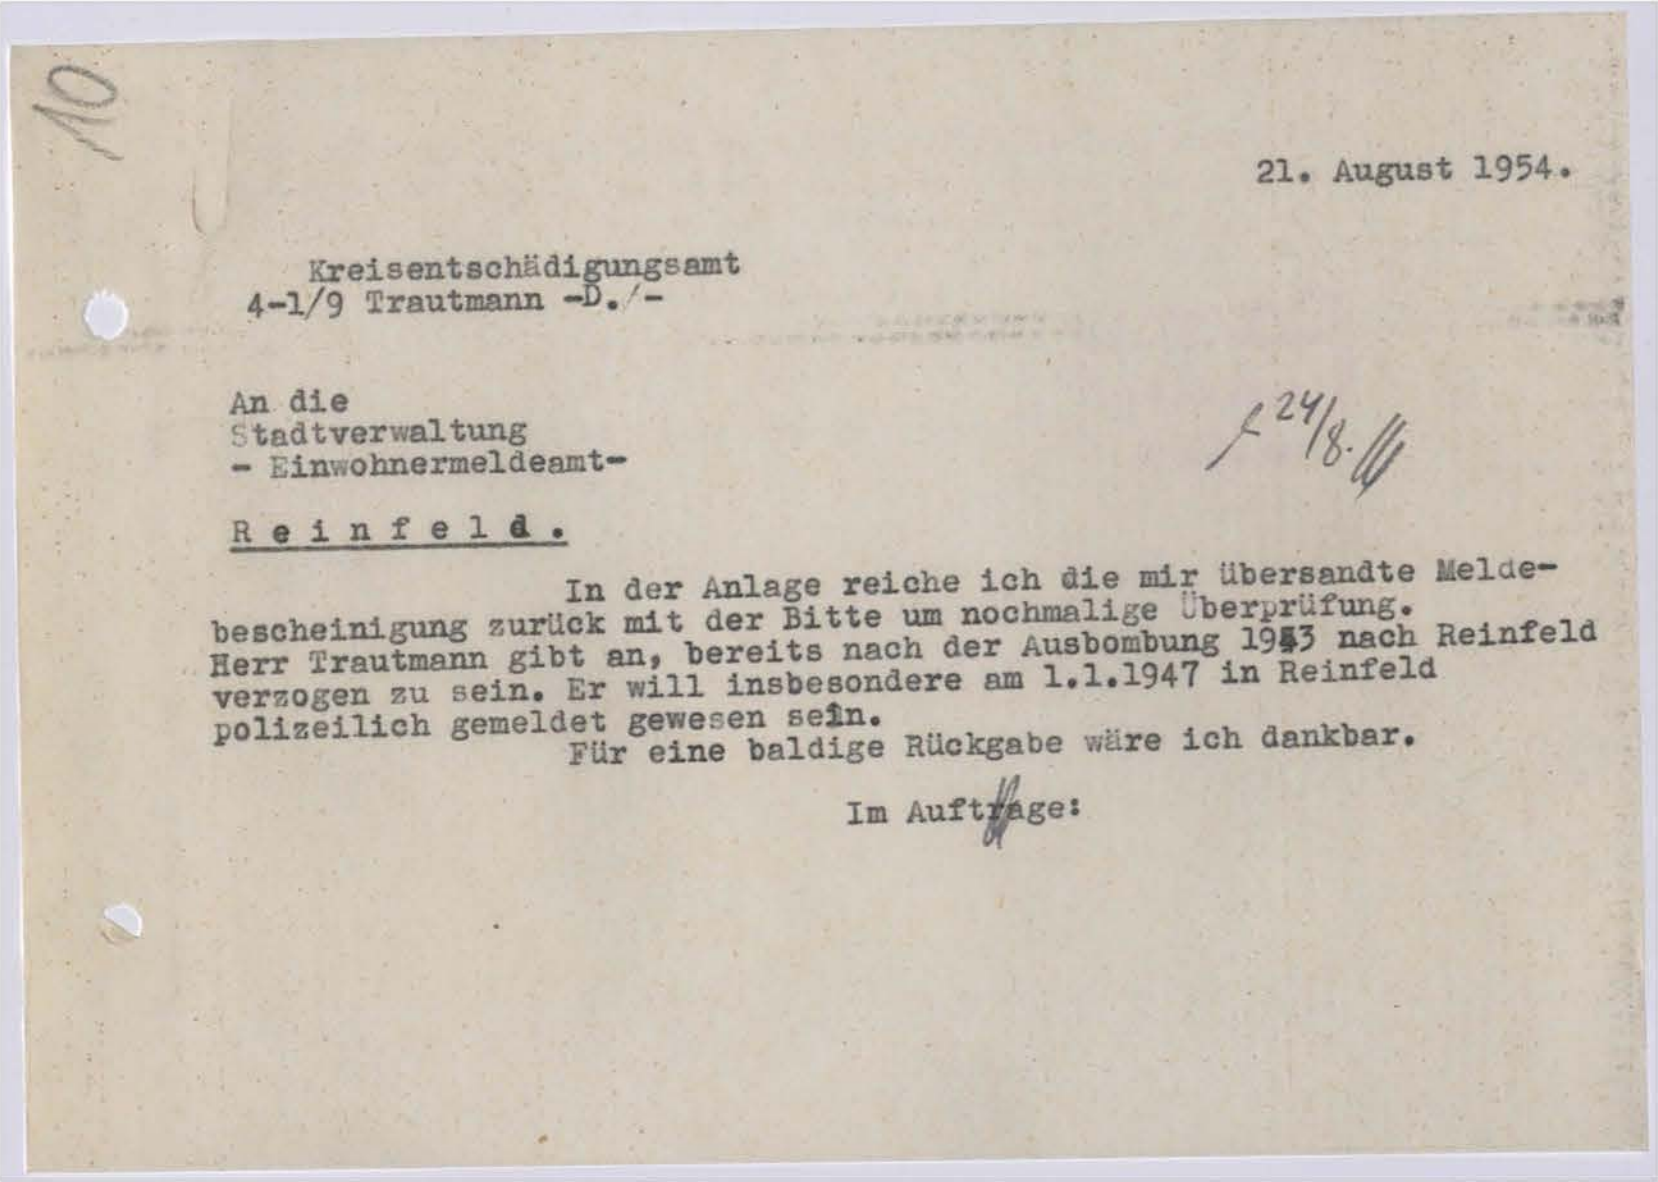 10
21. August 1954.
Kreisentschädigungsamt
4-1/9 Trautmann -D./-
An die
Stadtverwaltung
- Einwohnermeldeamt-
24/8.
Reinfeld.
In der Anlage reiche ich die mir übersandte Melde-
bescheinigung zurück mit der Bitte um nochmalige Überprüfung.
Herr Trautmann gibt an, bereits nach der Ausbombung 1943 nach Reinfeld
verzogen zu sein. Er will insbesondere am 1.1.1947 in Reinfeld
polizeilich gemeldet gewesen sein.
Für eine baldige Rückgabe wäre ich dankbar.
Im Auftrage: